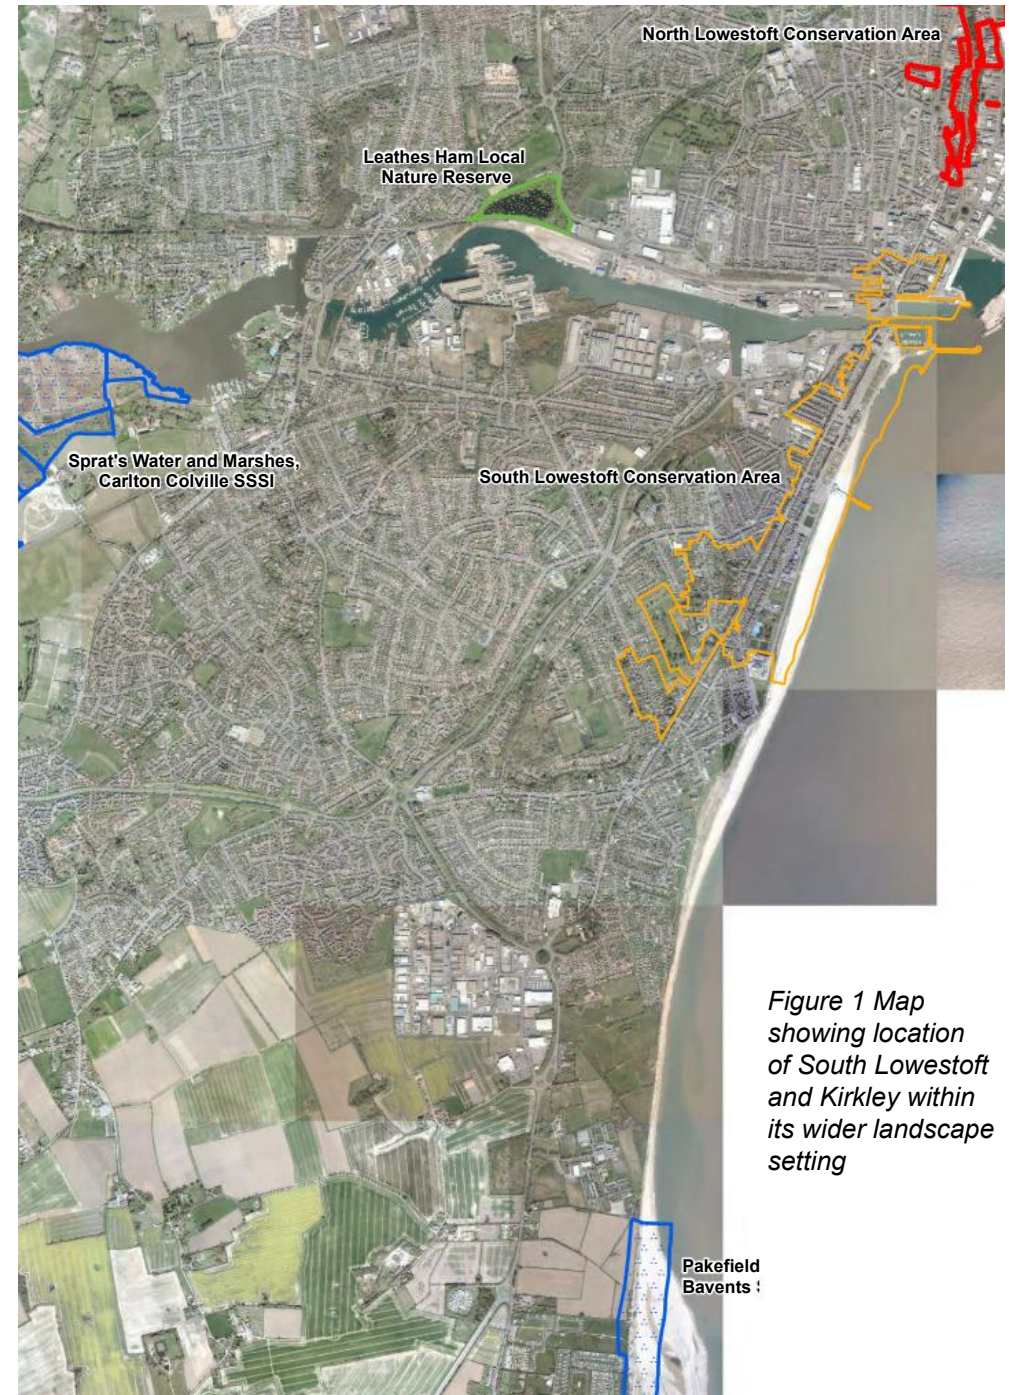 North Lowestoft Conservation Area
Leathes Ham Local
Nature Reserve
Sprat's Water and Marshes,
Carlton Colville SSSI
South Lowestoft Conservation Area
Figure 1 Map
showing location
of South Lowestoft
and Kirkley within
its wider landscape
setting
Pakefield
Bavents